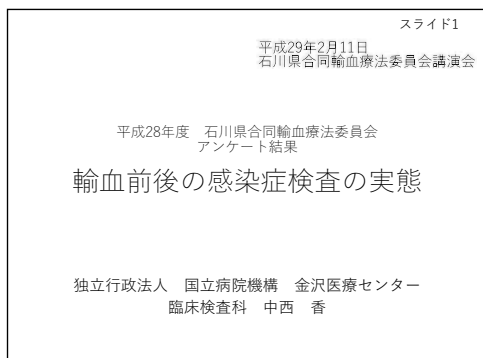 スライド1
平成29年2月11日
石川県合同輸血療法委員会講演会
平成28年度　石川県合同輸血療法委員会
アンケート結果
輸血前後の感染症検査の実態
独立行政法人　国立病院機構　金沢医療センター
臨床検査科　中西　香